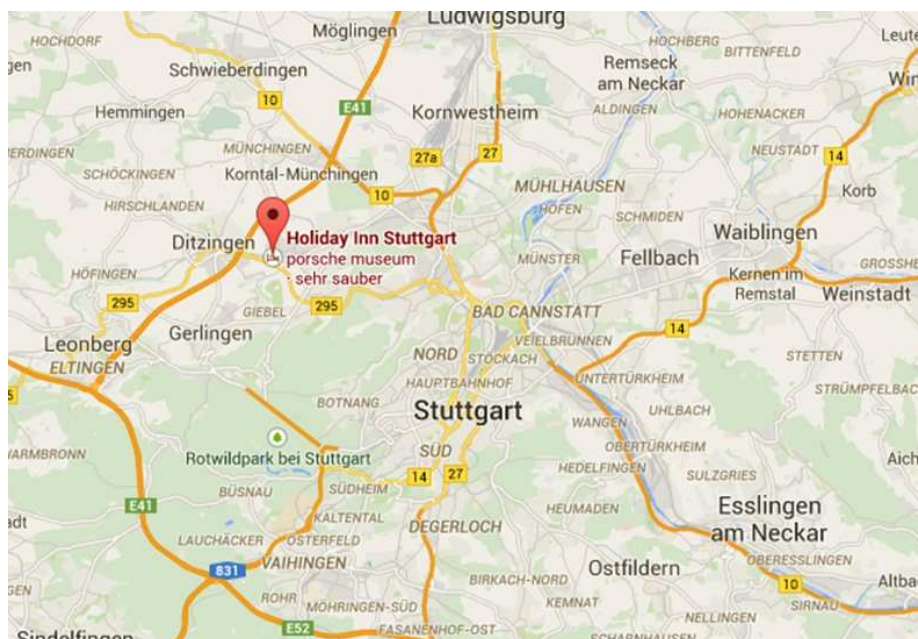 Ludwigsburg
Möglingen
HOCHDORF
HOCHBERG
Leute
BITTENFELD
Remseck
am Neckar
gen
Schwieberdingen
Win
10
E41
ALDINGEN
Hemmingen
Kornwestheim
HOHENACKER
ERDINGEN
MÜNCHINGEN
27a
27
NEUSTADT
14
SCHÖCKINGEN
Korntal-Münchingen
10
MÜHLHAUSEN
Korb
HIRSCHLANDEN
HOFEN
SCHMIDEN
Ditzingen
Holiday Inn Stuttgart
porsche museum
- sehr sauber
Waiblingen
MÜNSTER
Fellbach
HÖFINGEN
GROSSHE
Kernen im
Remstal
Weinstadt
295
GIEBEL
295
BAD CANNSTATT
Gerlingen
14
Leonberg
VEIELBRUNNEN
ELTINGEN
NORD
STÖCKACH
STETTEN
HAUPTBAHNHOF
UNTERTÜRKHEIM
STRÜMPFELBAC
5
BOTNANG
Stuttgart
UHLBACH
WANGEN
SÜD
OBERTÜRKHEIM
ARMBRONN
Rotwildpark bei Stuttgart
HEDELFINGEN
SULZGRIES
Aich
14
27
BÜSNAU
SÜDHEIM
E41
HEUMADEN
Esslingen
am Neckar
KALTENTAL
DEGERLOCH
tadt
LAUCHÄCKER
ÖSTERFELD
OBERESSLINGEN
VAIHINGEN
Ostfildern
831
BIRKACH-NORD
10
Altba
ROHR
KEMNAT
SIRNAU
MÖHRINGEN-SÜD
NELLINGEN
E52
FASANENHOF-OST
SCHARNHAUSEN
Sindelfingen